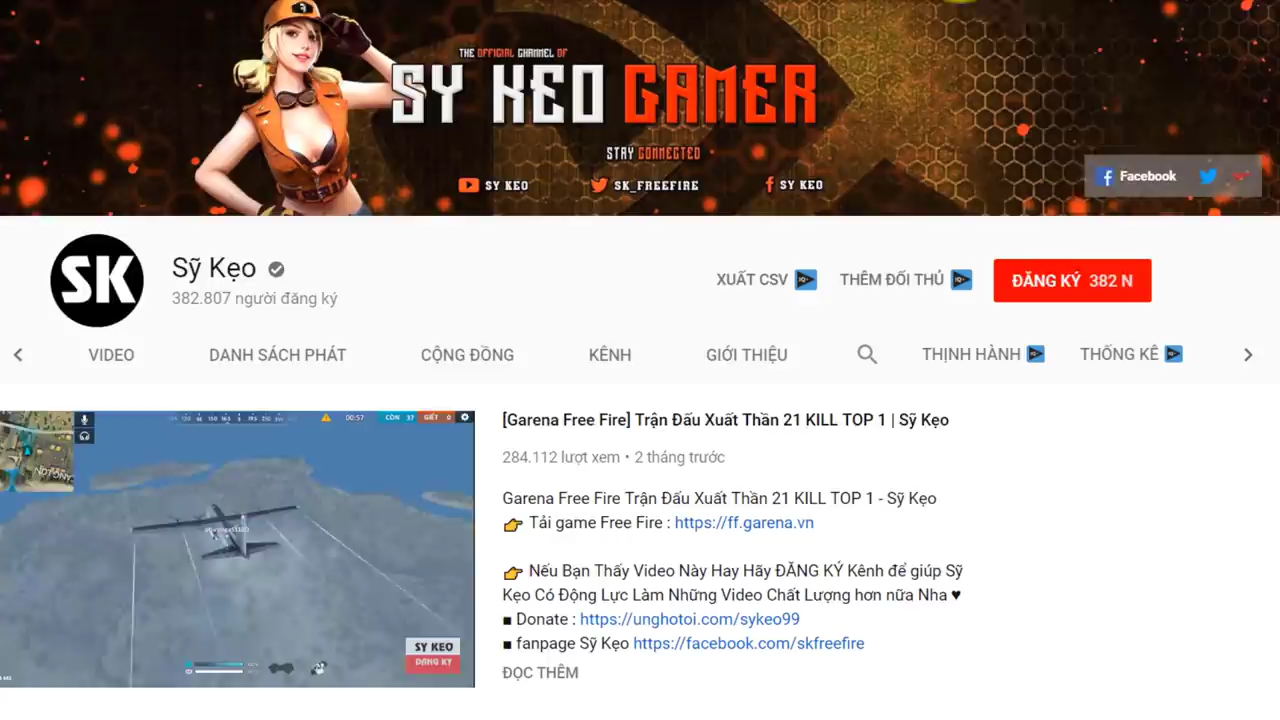 THE OFFICIAL CHANNEL OF
SY KEO GAMER
STAY CONNECTED
SY KEO SK_FREEFIRE SY KEO
Facebook
SK
Sỹ Kẹo
382.807 người đăng ký
XUẤT CSV THÊM ĐỐI THỦ ĐĂNG KÝ 382 N
VIDEO DANH SÁCH PHÁT CỘNG ĐỒNG KÊNH GIỚI THIỆU THỊNH HÀNH THỐNG KÊ
00:57 CÒN 37 GIẾT 0
SY KEO
ĐĂNG KÝ
[Garena Free Fire] Trận Đấu Xuất Thần 21 KILL TOP 1 | Sỹ Kẹo
284.112 lượt xem • 2 tháng trước
Garena Free Fire Trận Đấu Xuất Thần 21 KILL TOP 1 - Sỹ Kẹo
👉 Tải game Free Fire : https://ff.garena.vn
👉 Nếu Bạn Thấy Video Này Hay Hãy ĐĂNG KÝ Kênh để giúp Sỹ
Kẹo Có Động Lực Làm Những Video Chất Lượng hơn nữa Nha ♥
■ Donate : https://unghotoi.com/sykeo99
■ fanpage Sỹ Kẹo https://facebook.com/skfreefire
ĐỌC THÊM